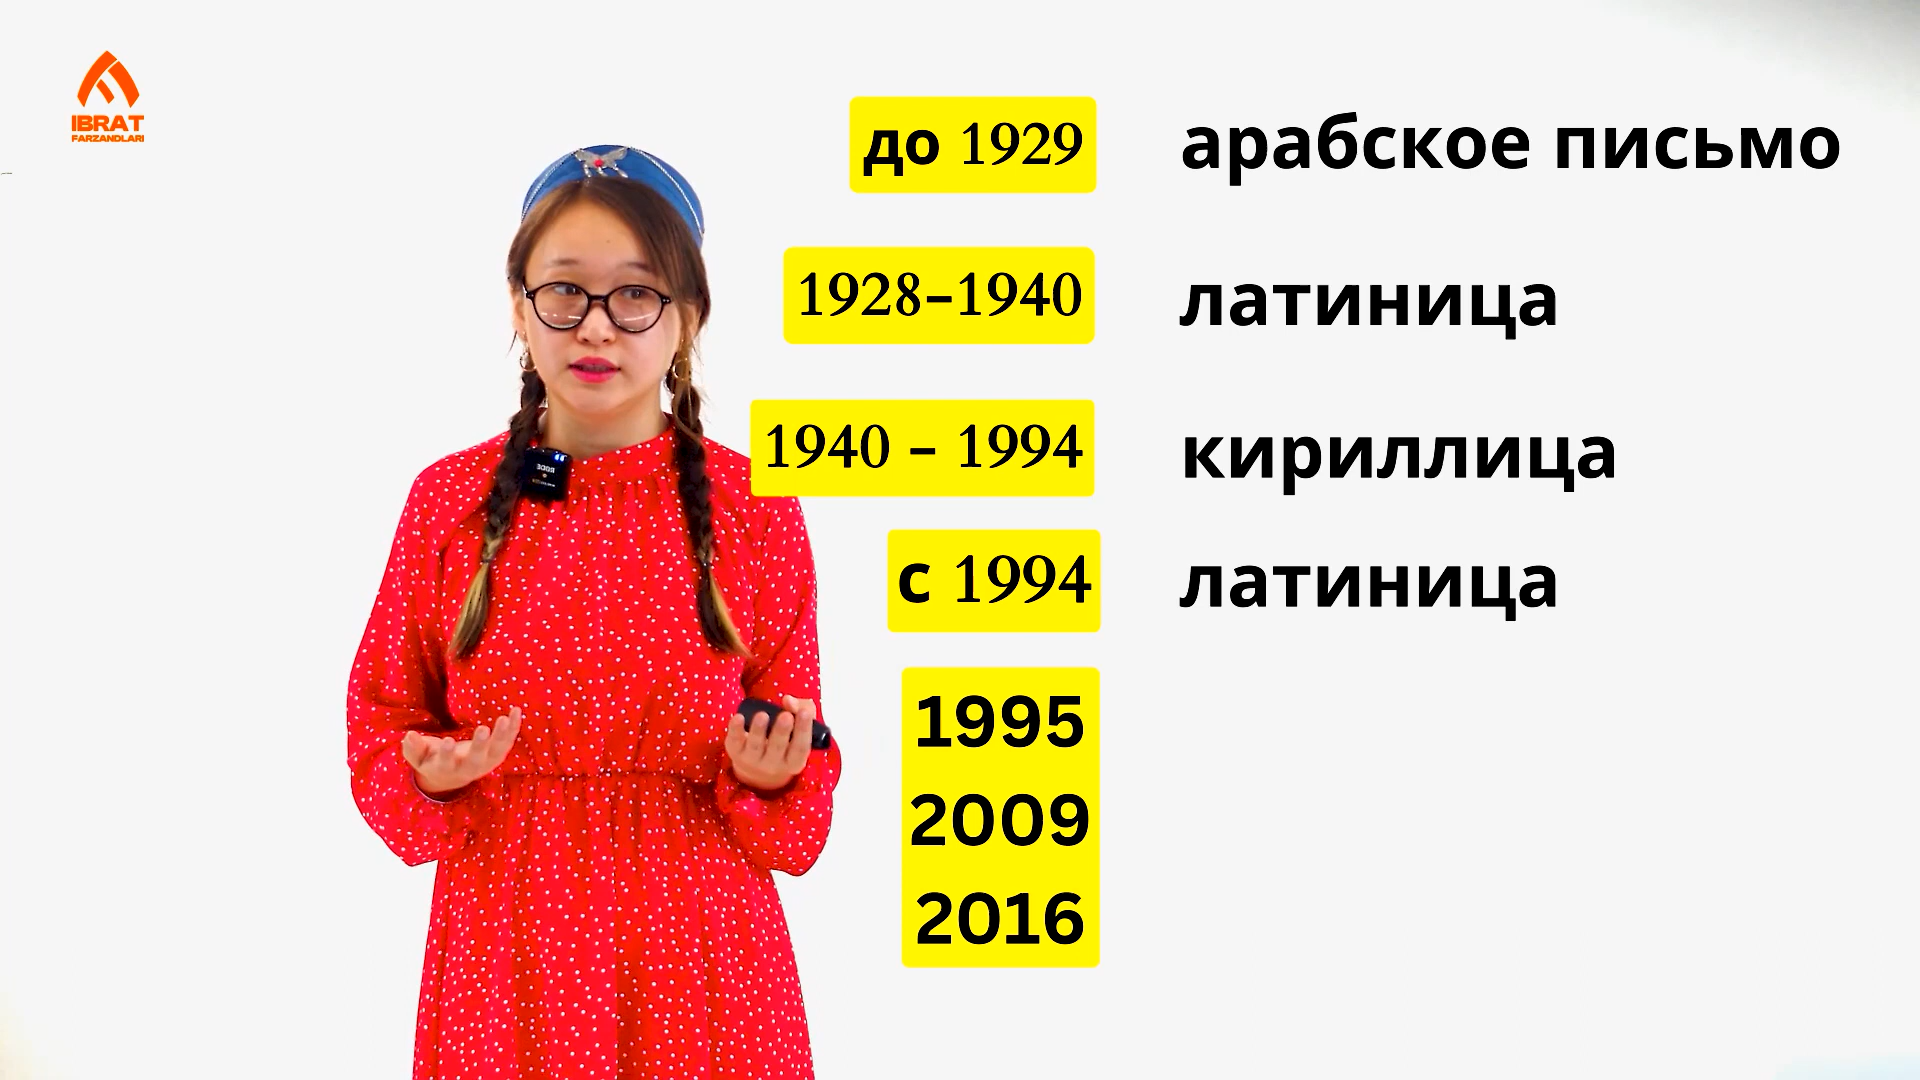 IBRAT
FARZANDLARI
до 1929 арабское письмо
1928-1940 латиница
1940 - 1994 кириллица
с 1994 латиница
1995
2009
2016